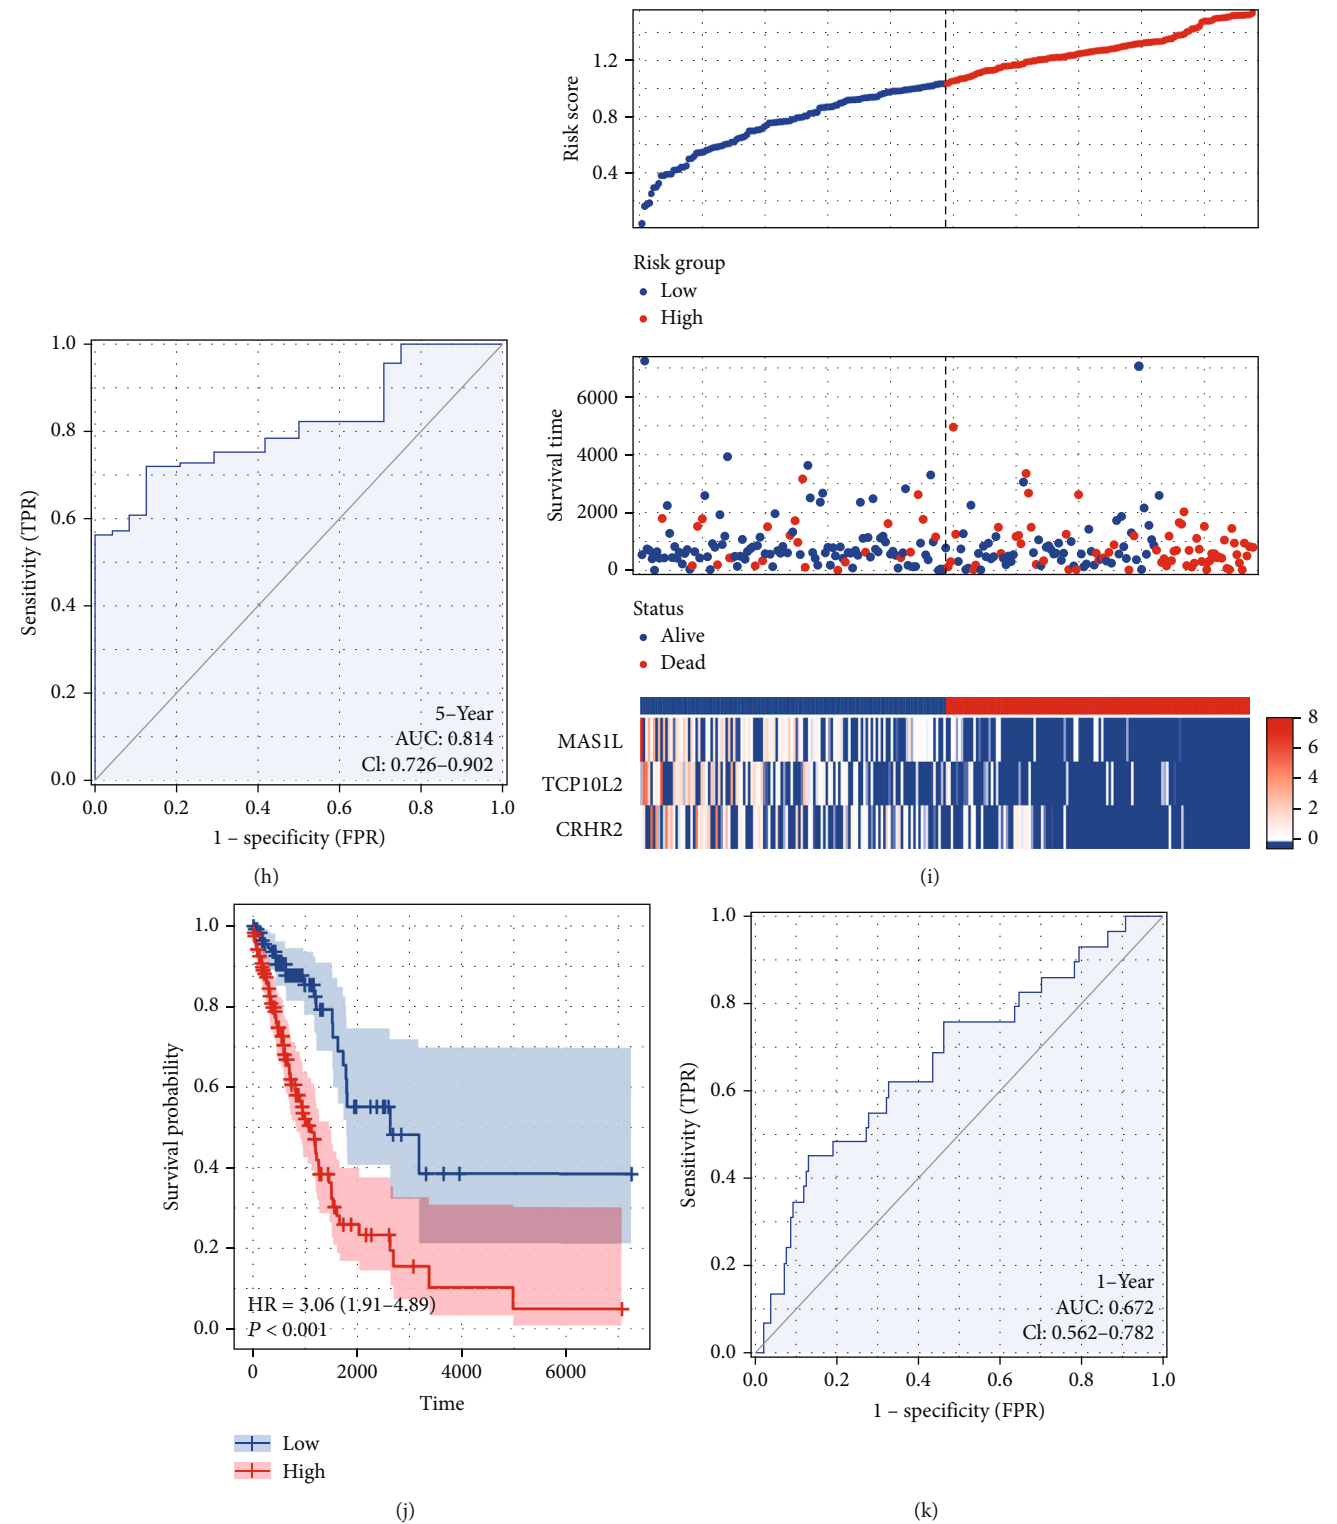 1.2
0.8
0.4
Risk score
Risk group
Low
High
1.0
0.8
0.6
0.4
0.2
0.0
Sensitivity (TPR)
0.0 0.2 0.4 0.6 0.8 1.0
1 – specificity (FPR)
5–Year
AUC: 0.814
CI: 0.726–0.902
(h)
6000
4000
2000
0
Survival time
Status
Alive
Dead
MAS1L
TCP10L2
CRHR2
8
6
4
2
0
(i)
1.0
0.8
0.6
0.4
0.2
0.0
Survival probability
HR = 3.06 (1.91–4.89)
P < 0.001
0 2000 4000 6000
Time
Low
High
(j)
1.0
0.8
0.6
0.4
0.2
0.0
Sensitivity (TPR)
1–Year
AUC: 0.672
CI: 0.562–0.782
0.0 0.2 0.4 0.6 0.8 1.0
1 – specificity (FPR)
(k)